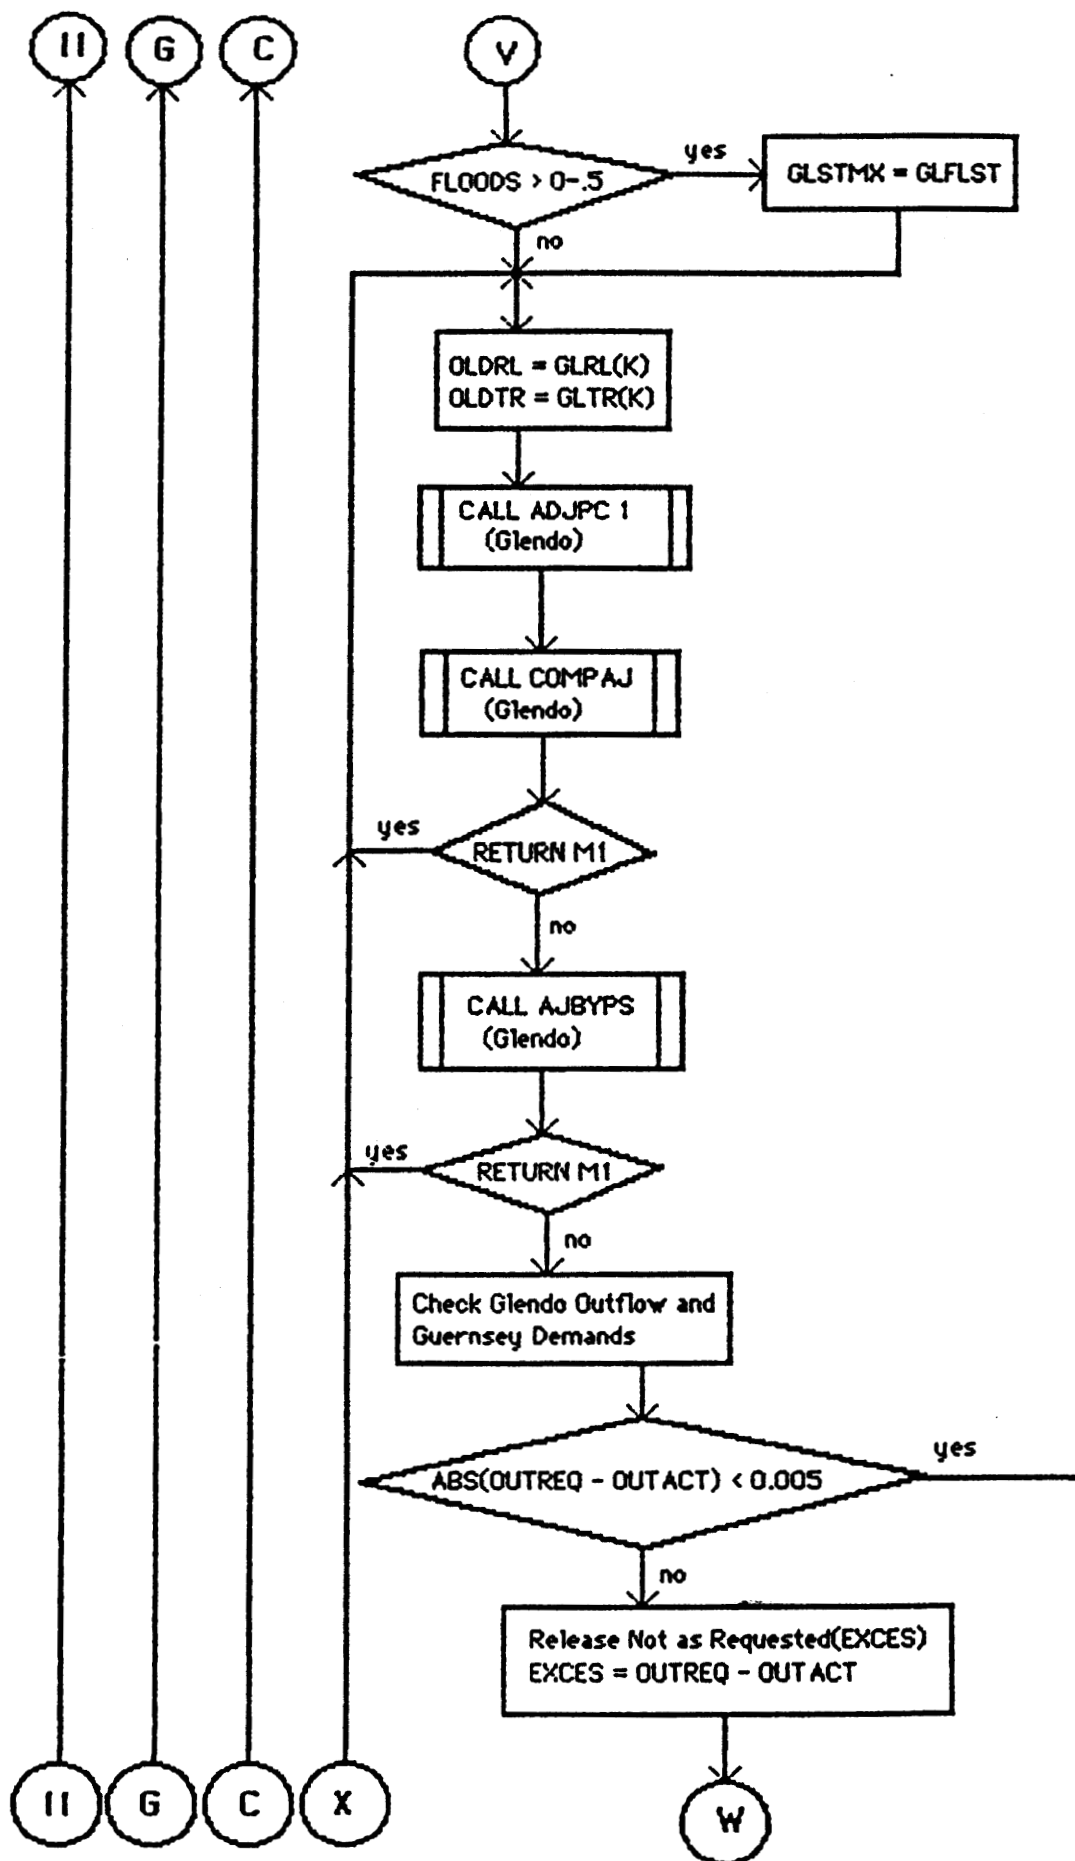 II
G
C
V
FLOODS > 0-.5
yes
GLSTMX = GLFLST
no
OLDRL = GLRL(K)
OLDTR = GLTR(K)
CALL ADJPC 1
(Glendo)
CALL COMPAJ
(Glendo)
yes
RETURN M1
no
CALL AJBYPS
(Glendo)
yes
RETURN M1
no
Check Glendo Outflow and
Guernsey Demands
yes
ABS(OUTREQ - OUTACT) < 0.005
no
Release Not as Requested(EXCES)
EXCES = OUTREQ - OUTACT
II
G
C
X
W